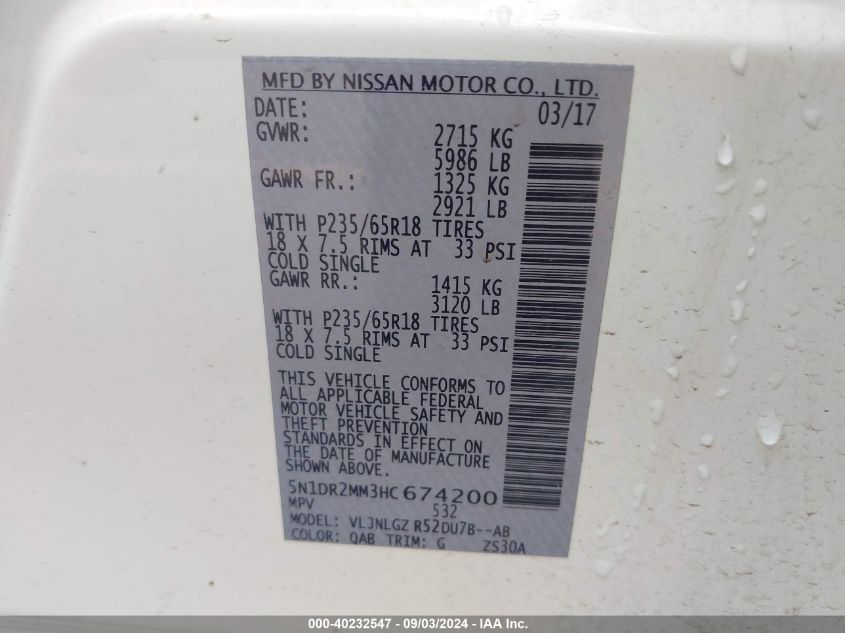 MFD BY NISSAN MOTOR CO., LTD.
DATE: 03/17
GVWR: 2715 KG
5986 LB
GAWR FR.: 1325 KG
2921 LB
WITH P235/65R18 TIRES
18 X 7.5 RIMS AT 33 PSI
COLD SINGLE
GAWR RR.: 1415 KG
3120 LB
WITH P235/65R18 TIRES
18 X 7.5 RIMS AT 33 PSI
COLD SINGLE
THIS VEHICLE CONFORMS TO
ALL APPLICABLE FEDERAL
MOTOR VEHICLE SAFETY AND
THEFT PREVENTION
STANDARDS IN EFFECT ON
THE DATE OF MANUFACTURE
SHOWN ABOVE.
5N1DR2MM3HC674200
MPV 532
MODEL: VLJNLGZ R52DU7B--AB
COLOR: QAB TRIM: G ZS30A
000-40232547 - 09/03/2024 - IAA Inc.